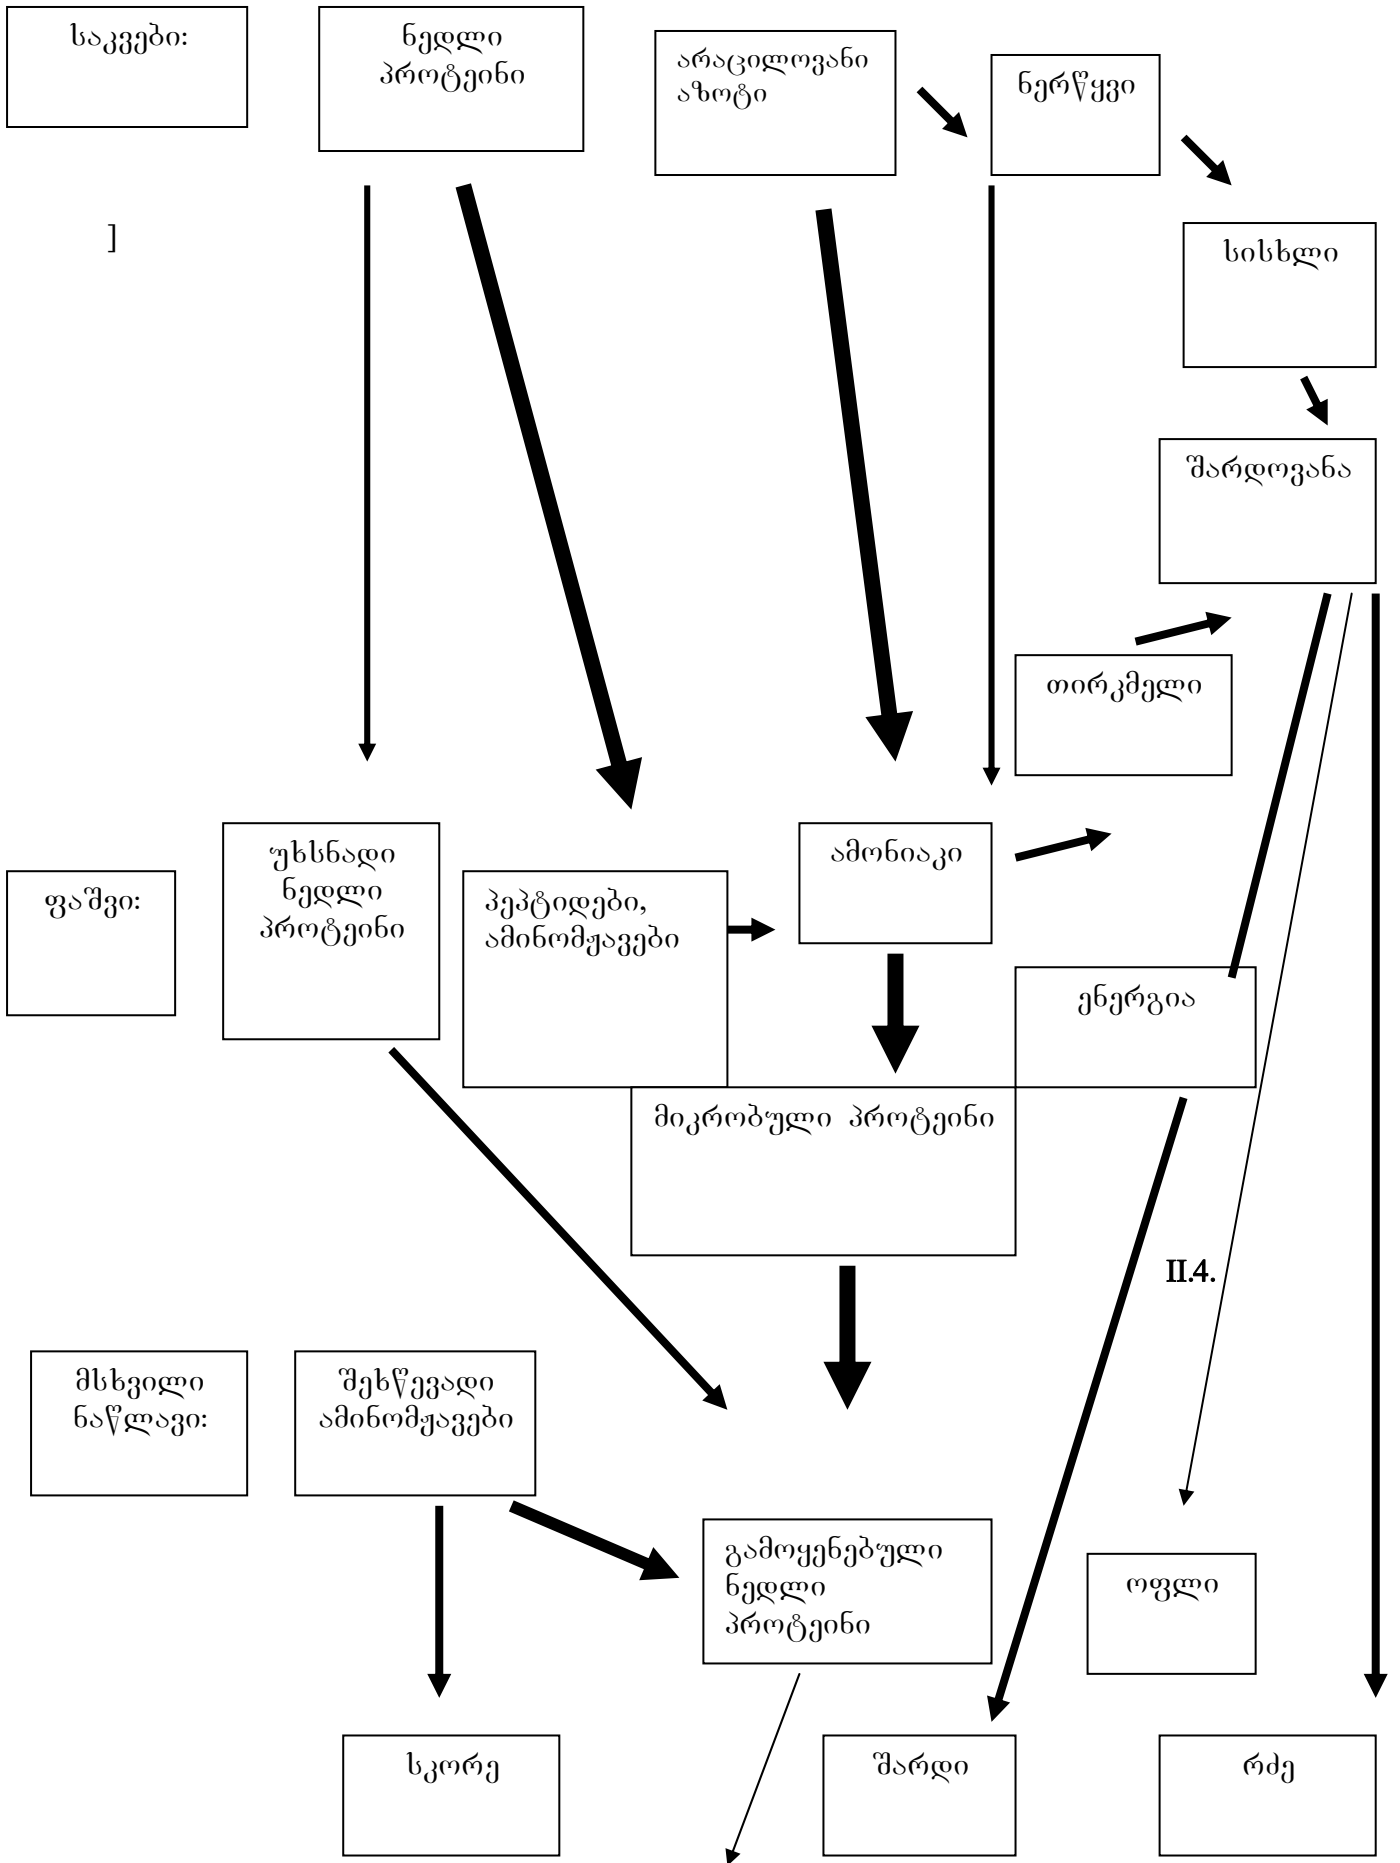 საკვები:
ნედლი
პროტეინი
არაცილოვანი
აზოტი
ნერწყვი
]
სისხლი
შარდოვანა
თირკმელი
ფაშვი:
უხსნადი
ნედლი
პროტეინი
პეპტიდები,
ამინომჟავები
ამონიაკი
ენერგია
მიკრობული პროტეინი
II.4.
მსხვილი
ნაწლავი:
შეხწევადი
ამინომჟავები
გამოყენებული
ნედლი
პროტეინი
ოფლი
სკორე
შარდი
რძე